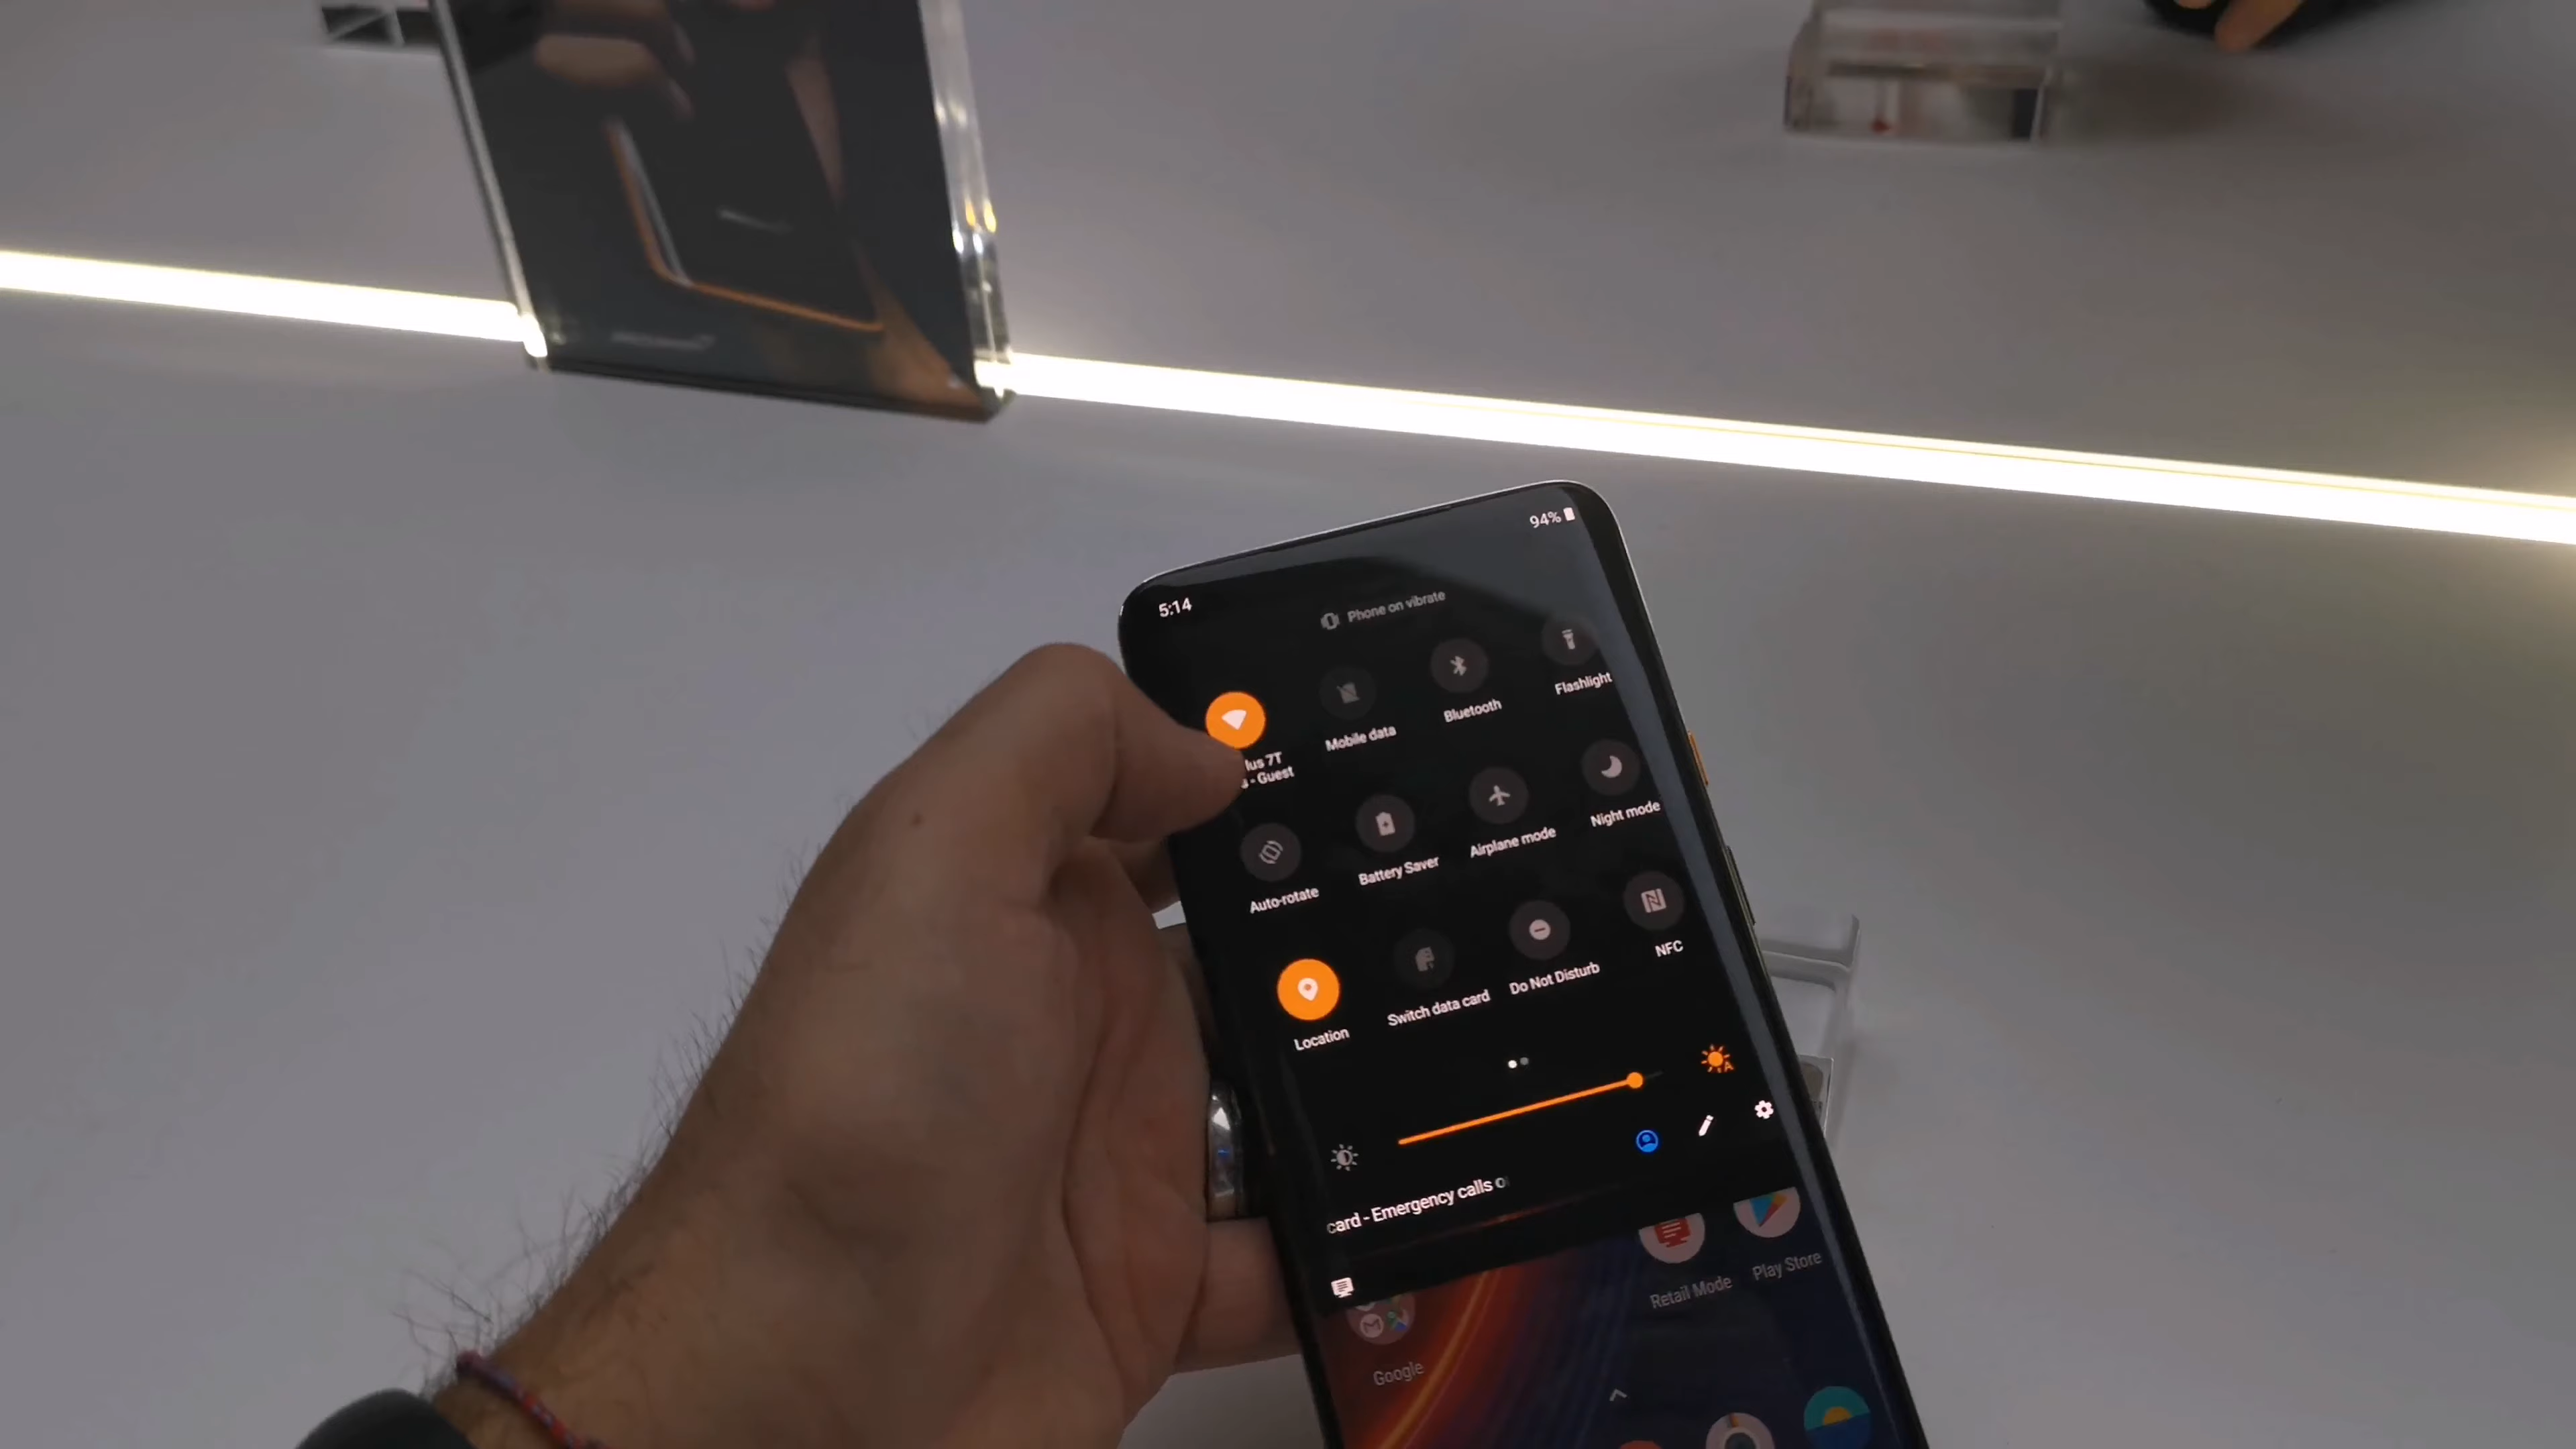 94%
5:14
Phone on vibrate
lus 7T
- Guest
Mobile data
Bluetooth
Flashlight
Auto-rotate
Battery Saver
Airplane mode
Night mode
Location
Switch data card
Do Not Disturb
NFC
card - Emergency calls o
Google
Retail Mode
Play Store